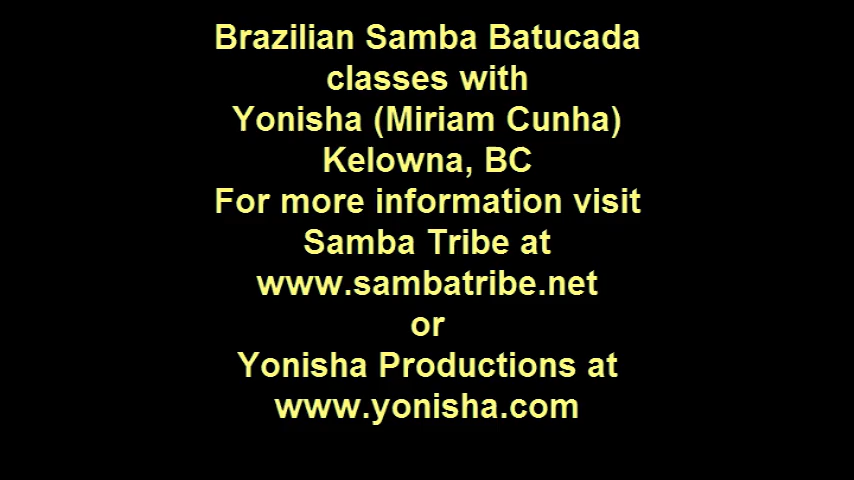 Brazilian Samba Batucada
classes with
Yonisha (Miriam Cunha)
Kelowna, BC
For more information visit
Samba Tribe at
www.sambatribe.net
or
Yonisha Productions at
www.yonisha.com